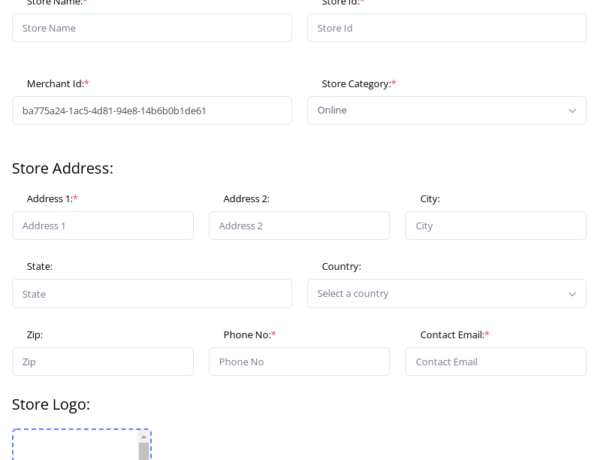 Store Name:* Store Id:*
Store Name Store Id
Merchant Id:* Store Category:*
ba775a24-1ac5-4d81-94e8-14b6b0b1de61 Online
Store Address:
Address 1:* Address 2: City:
Address 1 Address 2 City
State: Country:
State Select a country
Zip: Phone No:* Contact Email:*
Zip Phone No Contact Email
Store Logo: